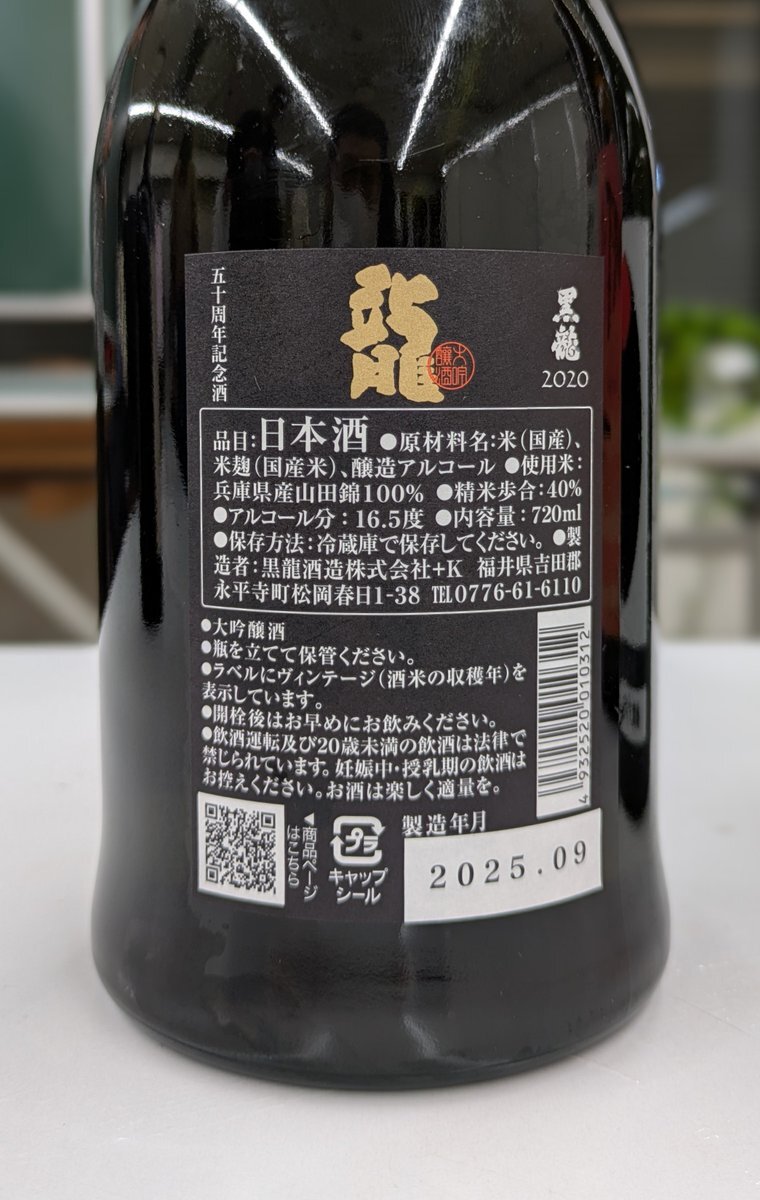 五十周年記念酒
龍
大吟
醸酒
黒龍
2020
品目:日本酒 ●原材料名:米(国産)、
米麹(国産米)、醸造アルコール ●使用米:
兵庫県産山田錦100% ●精米歩合:40%
●アルコール分:16.5度 ●内容量:720ml
●保存方法:冷蔵庫で保存してください。 ●製
造者:黒龍酒造株式会社+K 福井県吉田郡
永平寺町松岡春日1-38 TEL0776-61-6110
●大吟醸酒
●瓶を立てて保管ください。
●ラベルにヴィンテージ(酒米の収穫年)を
表示しています。
●開栓後はお早めにお飲みください。
●飲酒運転及び20歳未満の飲酒は法律で
禁じられています。妊娠中・授乳期の飲酒は
お控えください。お酒は楽しく適量を。
4 932520 010312
▲商品ページ
はこちら
プラ
キャップ
シール
製造年月
2025.09